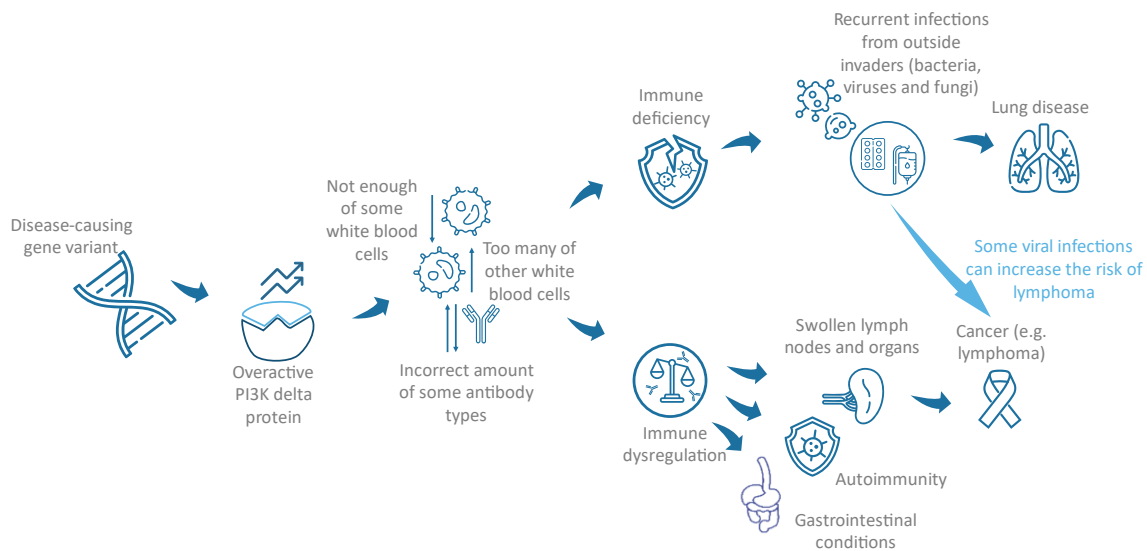 Disease-causing
gene variant
Overactive
PI3K delta
protein
Not enough
of some
white blood
cells
Too many of
other white
blood cells
Incorrect amount
of some antibody
types
Immune
deficiency
Recurrent infections
from outside
invaders (bacteria,
viruses and fungi)
Lung disease
Some viral infections
can increase the risk of
lymphoma
Immune
dysregulation
Swollen lymph
nodes and organs
Cancer (e.g.
lymphoma)
Autoimmunity
Gastrointestinal
conditions